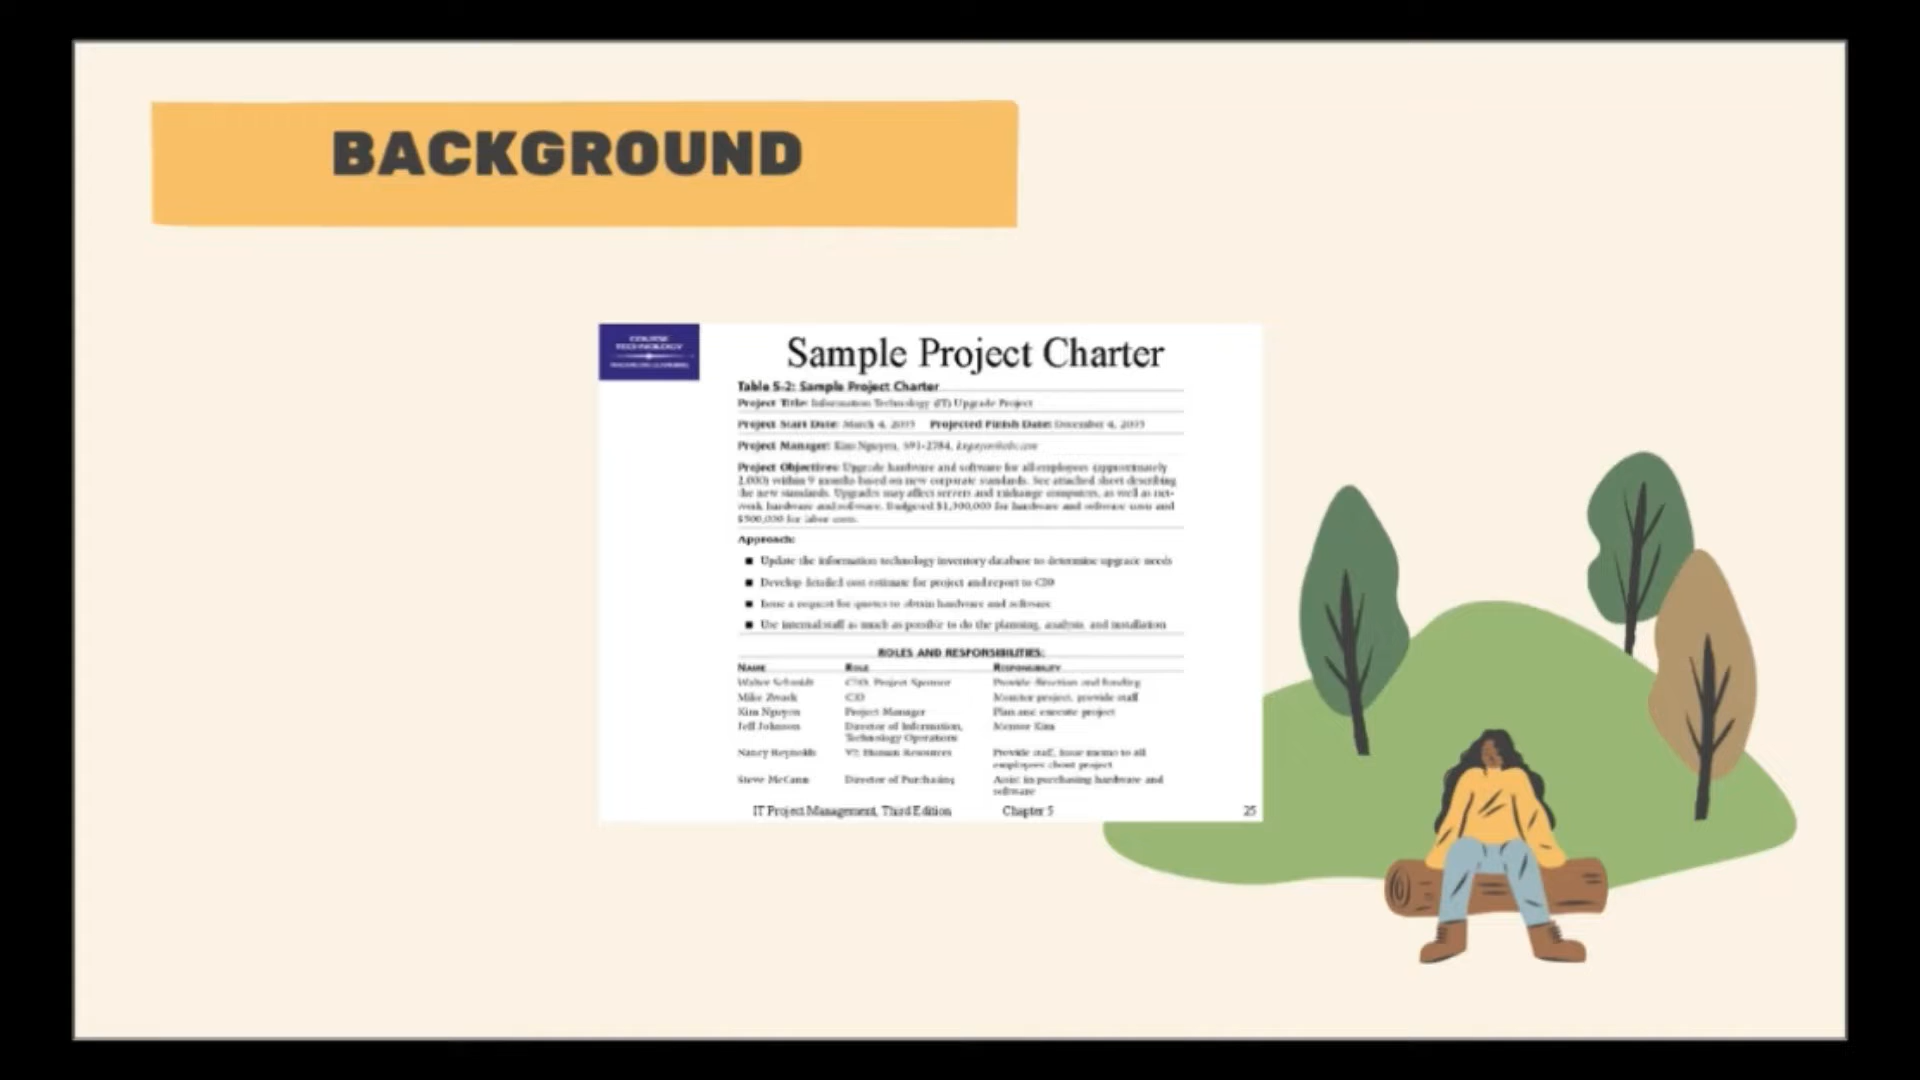 BACKGROUND
COURSE
TECHNOLOGY
Sample Project Charter
Table 5-2: Sample Project Charter
Project Title: Information Technology (IT) Upgrade Project
Project Start Date: March 4, Projected Finish Date: December 4,
Project Manager: Kim Nguyen, 691-2784,
Project Objectives: Upgrade hardware and software for all employees (approximately
2,000) within 9 months based on new corporate standards. See attached sheet describing
the new standards. Upgrades may affect servers and midrange computers, as well as net-
work hardware and software. Budgeted $1,000,000 for hardware and software costs and
$500,000 for labor costs.
Approach:
■ Update the information technology inventory database to determine upgrade needs
■ Develop detailed cost estimate for project and report to CIO
■ Issue a request for quotes to obtain hardware and software
■ Use internal staff as much as possible to do the planning, analysis, and installation
ROLES AND RESPONSIBILITIES:
NAME ROLE RESPONSIBILITY
Walter Schmidt CEO, Project Sponsor Provide direction and funding
Mike Zwack CIO Monitor project, provide staff
Kim Nguyen Project Manager Plan and execute project
Jeff Johnson Director of Information, Mentor Kim
Technology Operations
Nancy Reynolds VP, Human Resources Provide staff, issue memo to all
employees about project
Steve McCann Director of Purchasing Assist in purchasing hardware and
software
IT Project Management, Third Edition Chapter 5 25